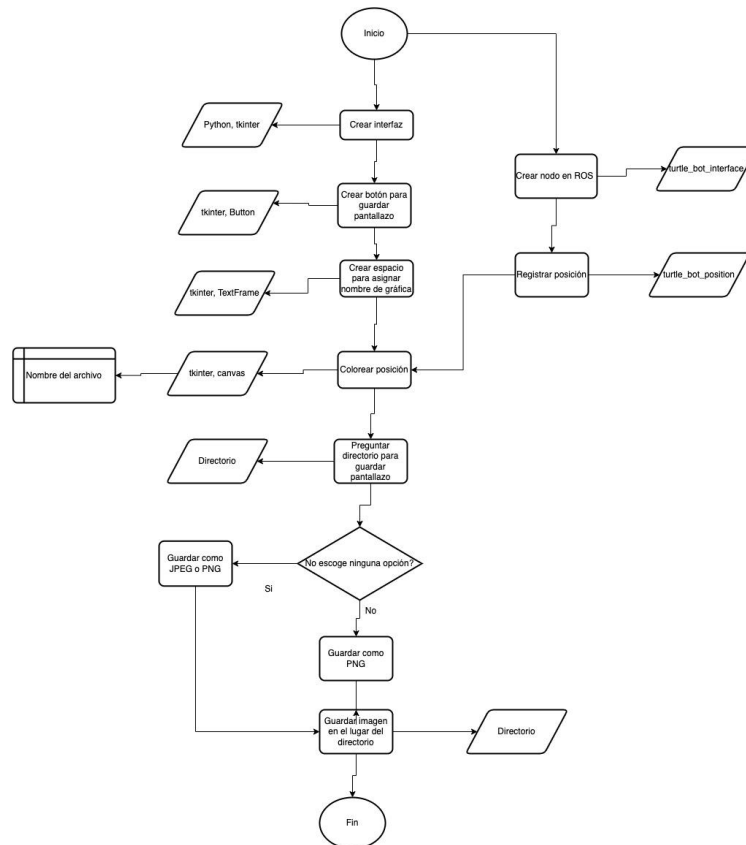 Inicio
Python, tkinter
Crear interfaz
Crear nodo en ROS
turtle_bot_interface
tkinter, Button
Crear botón para
guardar
pantallazo
Crear espacio
para asignar
nombre de gráfica
tkinter, TextFrame
Registrar posición
turtle_bot_position
Nombre del archivo
tkinter, canvas
Colorear posición
Directorio
Preguntar
directorio para
guardar
pantallazo
Guardar como
JPEG o PNG
No escoge ninguna opción?
Si
No
Guardar como
PNG
Guardar imagen
en el lugar del
directorio
Directorio
Fin